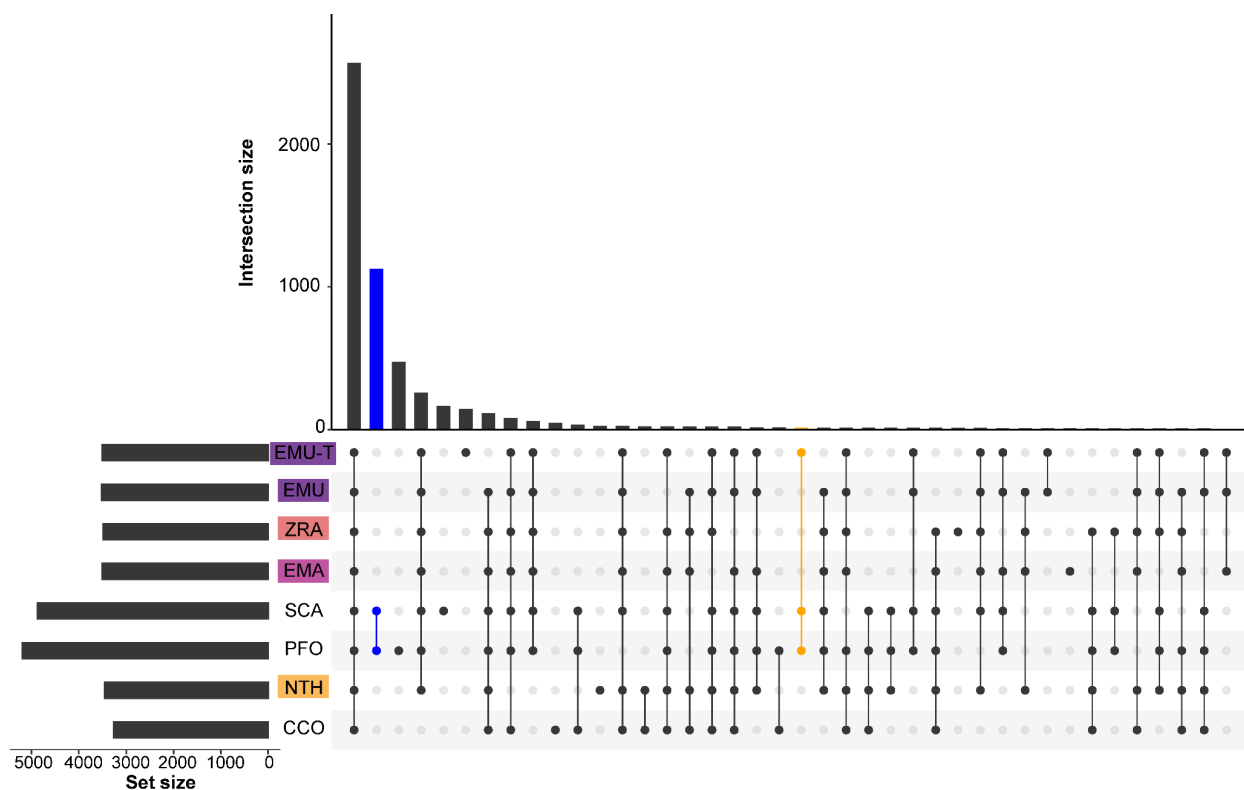 Intersection size
2000
1000
0
EMU-T
EMU
ZRA
EMA
SCA
PFO
NTH
CCO
5000 4000 3000 2000 1000 0
Set size